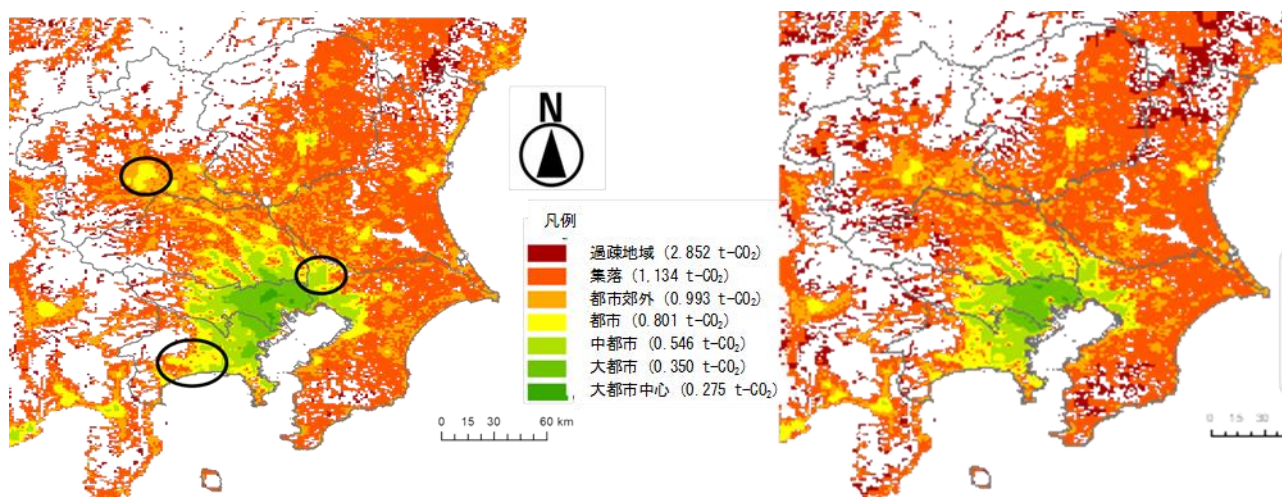 N
凡例
過疎地域 (2.852 t-CO₂)
集落 (1.134 t-CO₂)
都市郊外 (0.993 t-CO₂)
都市 (0.801 t-CO₂)
中都市 (0.546 t-CO₂)
大都市 (0.350 t-CO₂)
大都市中心 (0.275 t-CO₂)
0 15 30 60 km
0 15 30